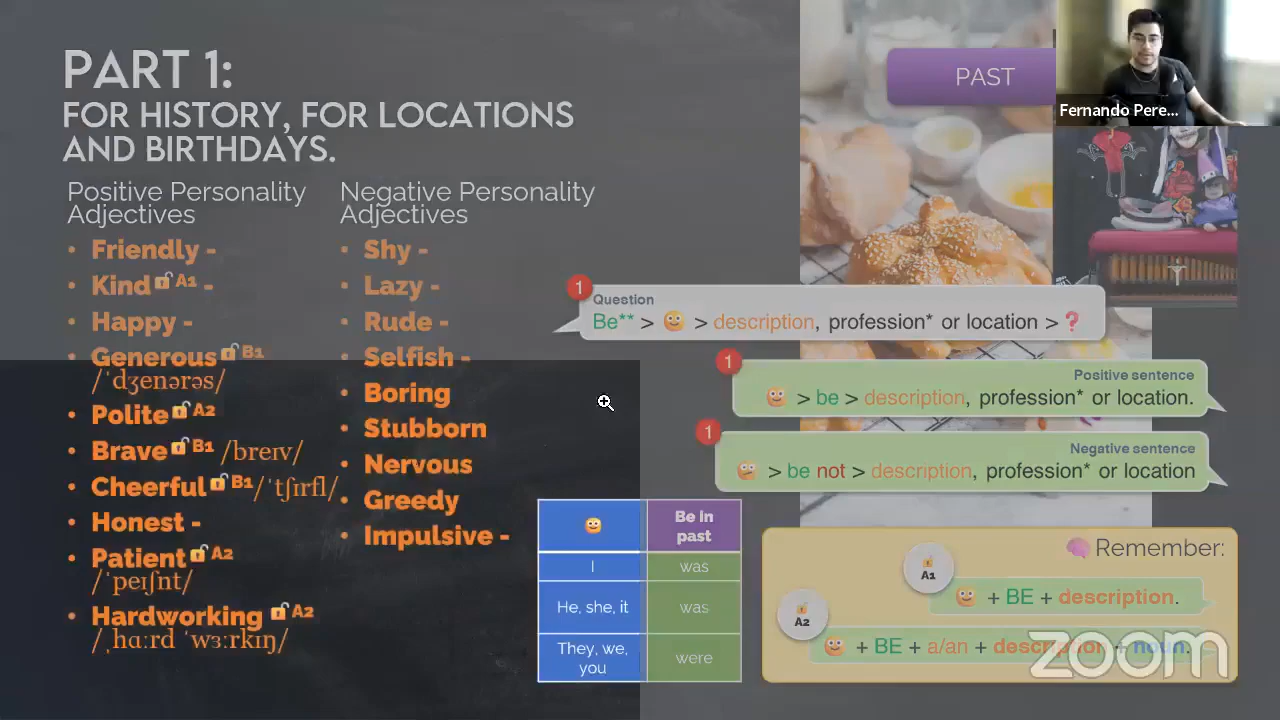 PART 1:
FOR HISTORY, FOR LOCATIONS
AND BIRTHDAYS.
Positive Personality
Adjectives
• Friendly -
• Kind A1 -
• Happy -
• Generous B1
/ˈdʒenərəs/
• Polite A2
• Brave B1 /breɪv/
• Cheerful B1/ˈtʃɪrfl/
• Honest -
• Patient A2
/ˈpeɪʃnt/
• Hardworking A2
/ˌhɑːrd ˈwɜːrkɪŋ/
Negative Personality
Adjectives
• Shy -
• Lazy -
• Rude -
• Selfish -
• Boring
• Stubborn
• Nervous
• Greedy
• Impulsive -
PAST
Fernando Pere...
1
Question
Be** > > description, profession* or location > ?
1
Positive sentence
> be > description, profession* or location.
1
Negative sentence
> be not > description, profession* or location
Be in
past
I was
He, she, it was
They, we,
you were
Remember:
A1
+ BE + description.
A2
+ BE + a/an + description + noun.
zoom